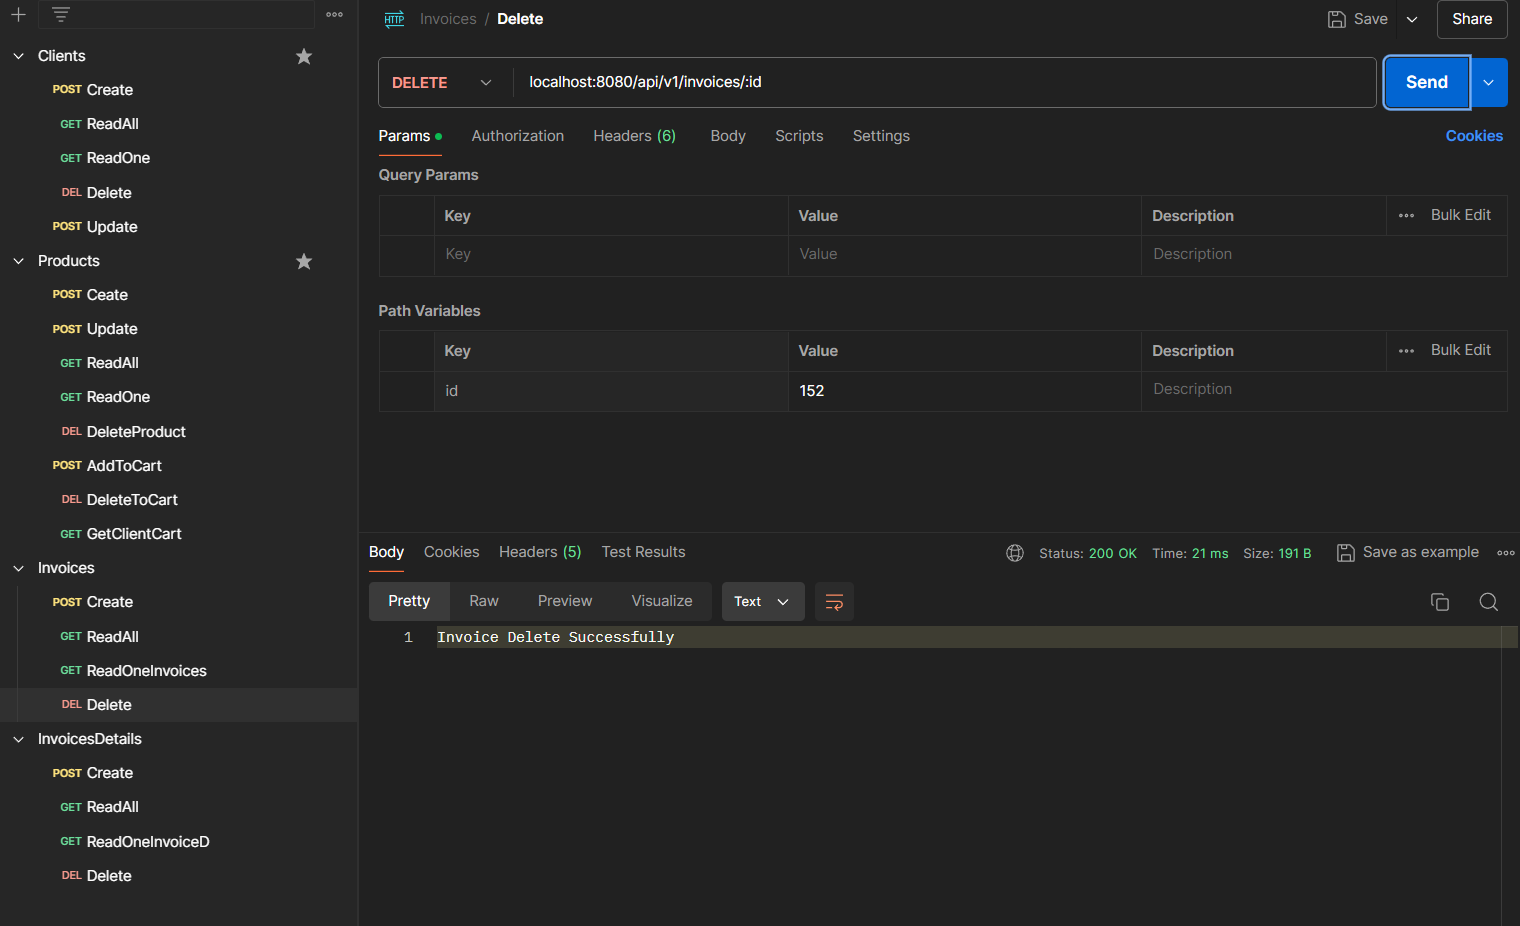 Clients
POST Create
GET ReadAll
GET ReadOne
DEL Delete
POST Update
Products
POST Ceate
POST Update
GET ReadAll
GET ReadOne
DEL DeleteProduct
POST AddToCart
DEL DeleteToCart
GET GetClientCart
Invoices
POST Create
GET ReadAll
GET ReadOneInvoices
DEL Delete
InvoicesDetails
POST Create
GET ReadAll
GET ReadOneInvoiceD
DEL Delete
HTTP Invoices / Delete Save Share
DELETE localhost:8080/api/v1/invoices/:id Send
Params Authorization Headers (6) Body Scripts Settings Cookies
Query Params
Key Value Description Bulk Edit
Key Value Description
Path Variables
Key Value Description Bulk Edit
id 152 Description
Body Cookies Headers (5) Test Results Status: 200 OK Time: 21 ms Size: 191 B Save as example
Pretty Raw Preview Visualize Text
1 Invoice Delete Successfully